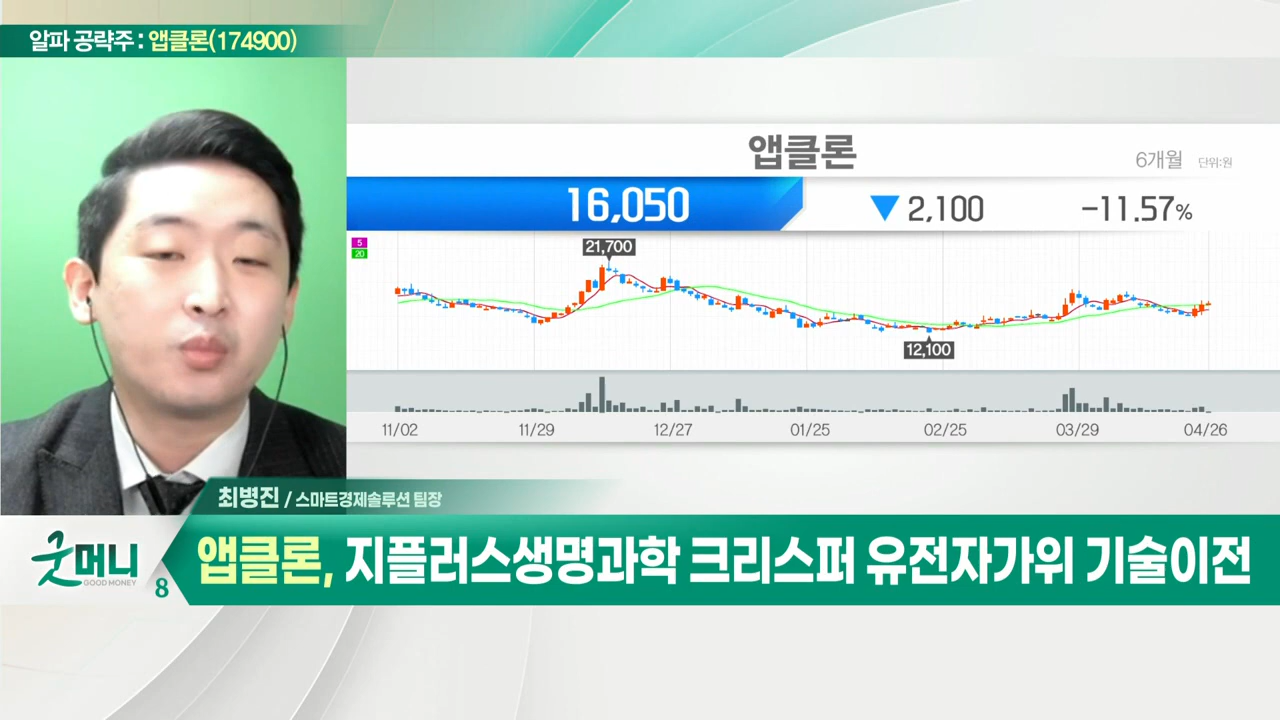 알파 공략주 : 앱클론(174900)
앱클론
6개월 단위:원
16,050 ▼ 2,100 -11.57%
5
20
21,700
12,100
11/02 11/29 12/27 01/25 02/25 03/29 04/26
최병진 / 스마트경제솔루션 팀장
굿머니
GOOD MONEY
8
앱클론, 지플러스생명과학 크리스퍼 유전자가위 기술이전